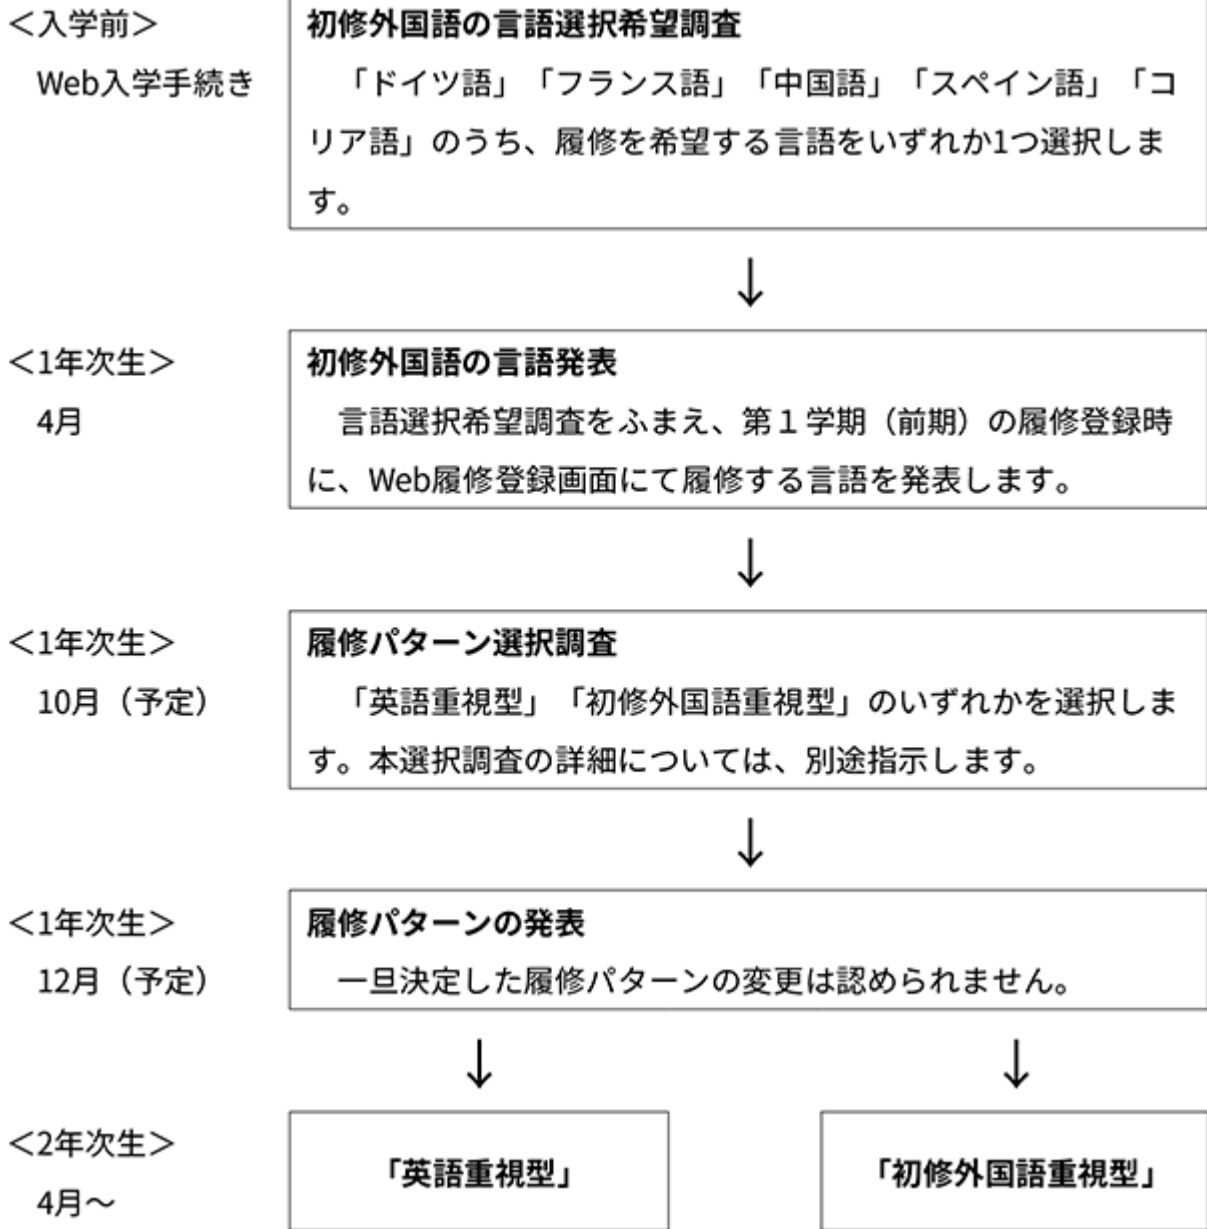 ＜入学前＞
Web入学手続き
初修外国語の言語選択希望調査
「ドイツ語」「フランス語」「中国語」「スペイン語」「コ
リア語」のうち、履修を希望する言語をいずれか1つ選択しま
す。
↓
＜1年次生＞
4月
初修外国語の言語発表
言語選択希望調査をふまえ、第１学期（前期）の履修登録時
に、Web履修登録画面にて履修する言語を発表します。
↓
＜1年次生＞
10月（予定）
履修パターン選択調査
「英語重視型」「初修外国語重視型」のいずれかを選択しま
す。本選択調査の詳細については、別途指示します。
↓
＜1年次生＞
12月（予定）
履修パターンの発表
一旦決定した履修パターンの変更は認められません。
↓ ↓
＜2年次生＞
4月～
「英語重視型」
「初修外国語重視型」